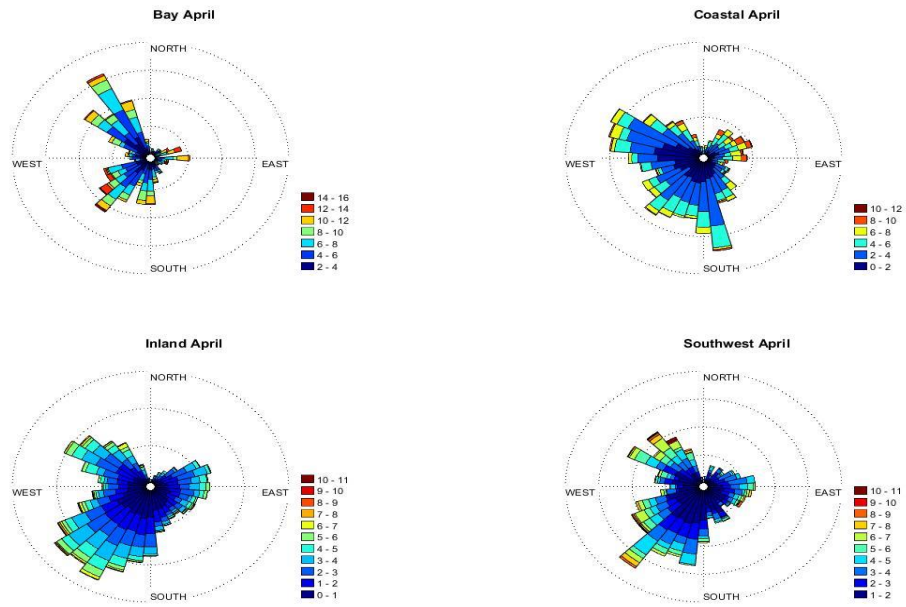 Bay April
NORTH
WEST
EAST
SOUTH
14 - 16
12 - 14
10 - 12
8 - 10
6 - 8
4 - 6
2 - 4
Coastal April
NORTH
WEST
EAST
SOUTH
10 - 12
8 - 10
6 - 8
4 - 6
2 - 4
0 - 2
Inland April
NORTH
WEST
EAST
SOUTH
10 - 11
9 - 10
8 - 9
7 - 8
6 - 7
5 - 6
4 - 5
3 - 4
2 - 3
1 - 2
0 - 1
Southwest April
NORTH
WEST
EAST
SOUTH
10 - 11
9 - 10
8 - 9
7 - 8
6 - 7
5 - 6
4 - 5
3 - 4
2 - 3
1 - 2